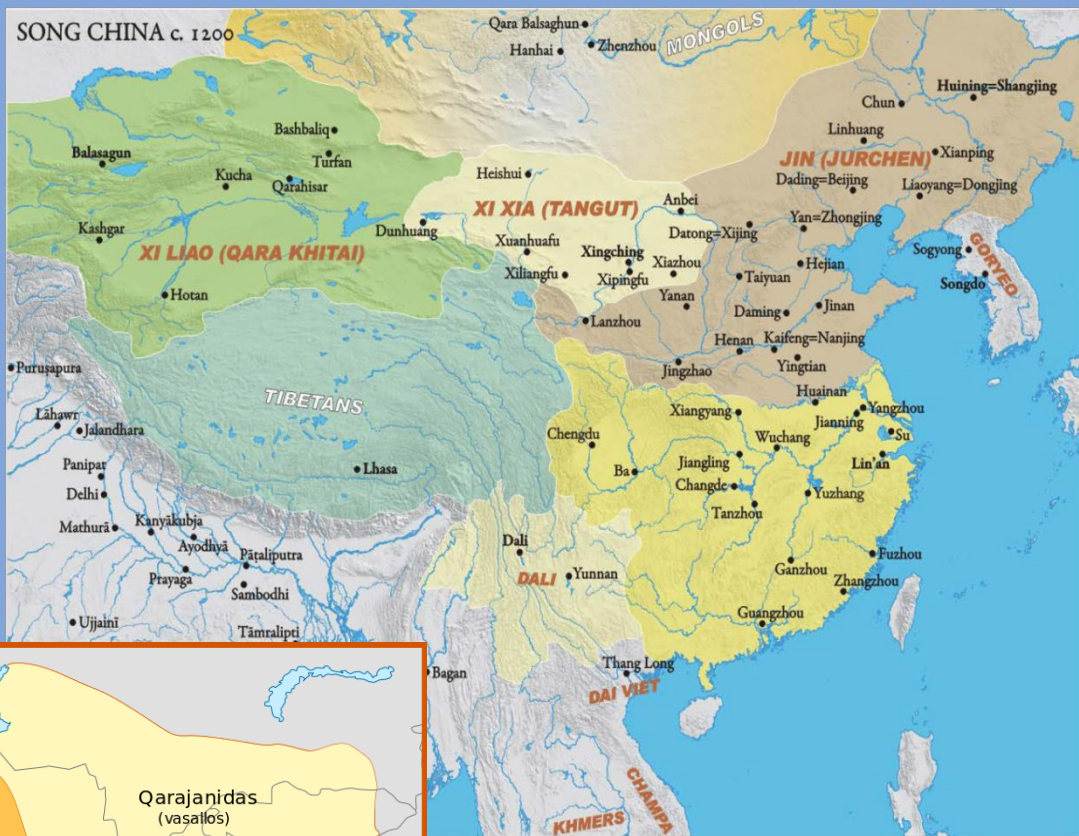 SONG CHINA c. 1200
Qara Balsaghun
Hanhai
Zhenzhou
MONGOLS
Chun
Huining=Shangjing
Linhuang
JIN (JURCHEN)
Xianping
Dading=Beijing
Liaoyang=Dongjing
Bashbaliq
Balasagun
Turfan
Kucha
Qarahisar
Heishui
XI XIA (TANGUT)
Anbei
Yan=Zhongjing
Kashgar
Dunhuang
Datong=Xijing
XI LIAO (QARA KHITAI)
Xuanhuafu
Xingching
Xiazhou
Hejian
Sogyong
GORYEO
Xiliangfu
Xipingfu
Taiyuan
Songdo
Hotan
Yanan
Daming
Jinan
Lanzhou
Henan
Kaifeng=Nanjing
Puruṣapura
Jingzhao
Yingtian
TIBETANS
Huainan
Lāhawr
Jalandhara
Xiangyang
Yangzhou
Jianning
Chengdu
Wuchang
Su
Panipat
Lhasa
Ba
Jiangling
Lin'an
Delhi
Changde
Yuzhang
Tanzhou
Mathurā
Kanyākubja
Ayodhyā
Dali
Pāṭaliputra
Fuzhou
Prayaga
DALI
Yunnan
Ganzhou
Sambodhi
Zhangzhou
Ujjainī
Tāmralipti
Guangzhou
Bagan
Thang Long
DAI VIET
CHAMPA
KHMERS
Qarajanidas
(vasallos)